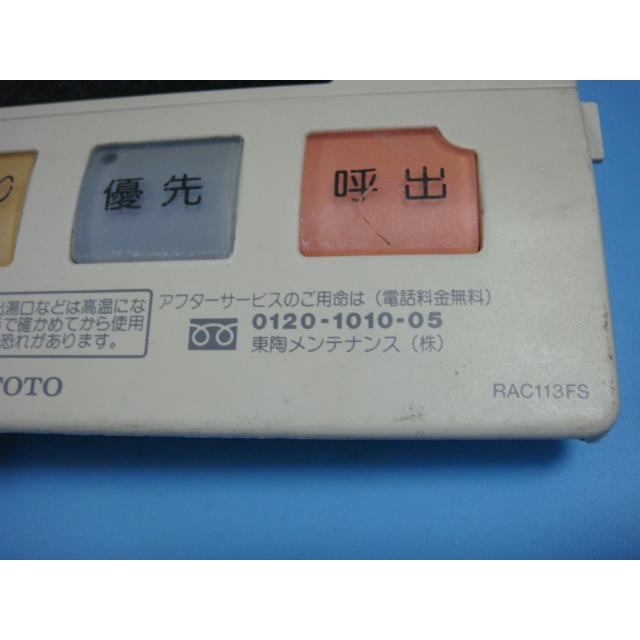 優先
呼出
アフターサービスのご用命は（電話料金無料）
0120-1010-05
東陶メンテナンス（株）
出湯口などは高温にな
で確かめてから使用
恐れがあります。
TOTO
RAC113FS